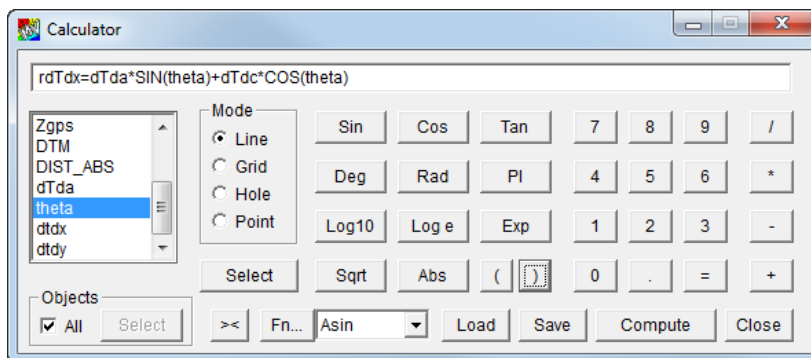 Calculator
X
rdTdx=dTda*SIN(theta)+dTdc*COS(theta)
Zgps
DTM
DIST_ABS
dTda
theta
dtdx
dtdy
Mode
Line
Grid
Hole
Point
Sin Cos Tan 7 8 9 /
Deg Rad PI 4 5 6 *
Log10 Log e Exp 1 2 3 -
Select Sqrt Abs ( ) 0 . = +
Objects
All Select >< Fn... Asin Load Save Compute Close